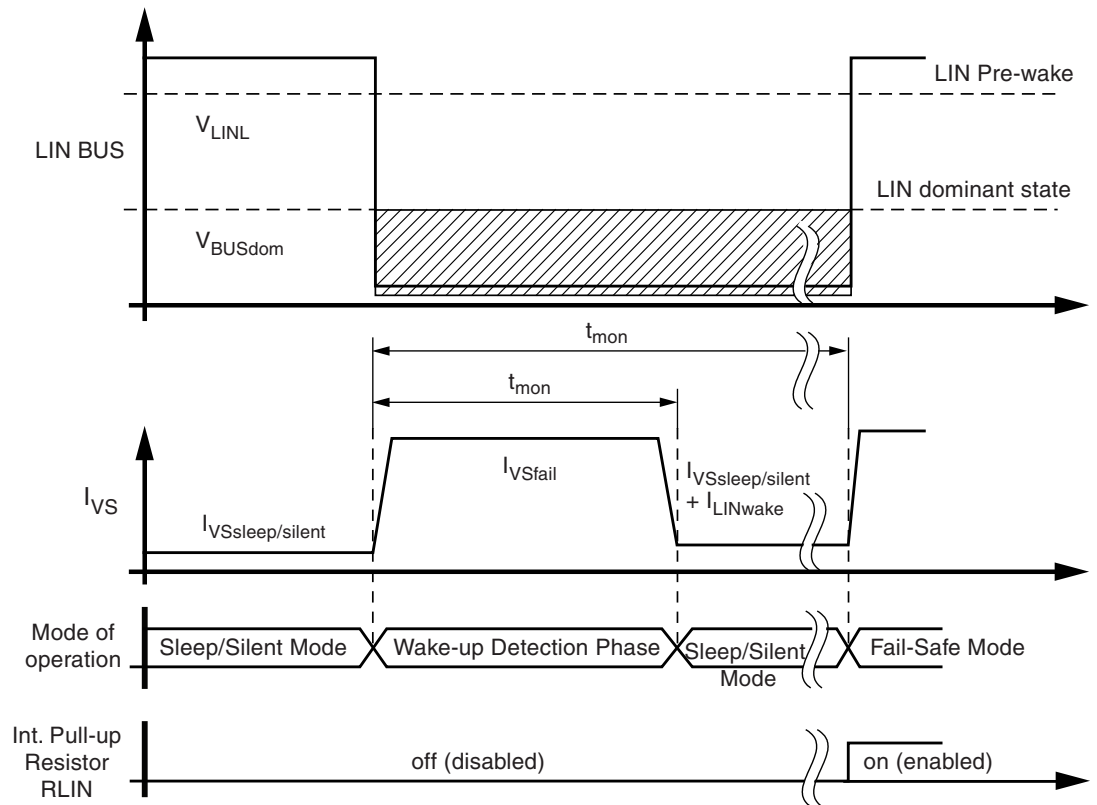 LIN Pre-wake
V_LINL
LIN BUS
LIN dominant state
V_BUSdom
t_mon
t_mon
I_VS
I_VSsleep/silent
I_VSfail
I_VSsleep/silent
+ I_LINwake
Mode of
operation
Sleep/Silent Mode
Wake-up Detection Phase
Sleep/Silent
Mode
Fail-Safe Mode
Int. Pull-up
Resistor
RLIN
off (disabled)
on (enabled)